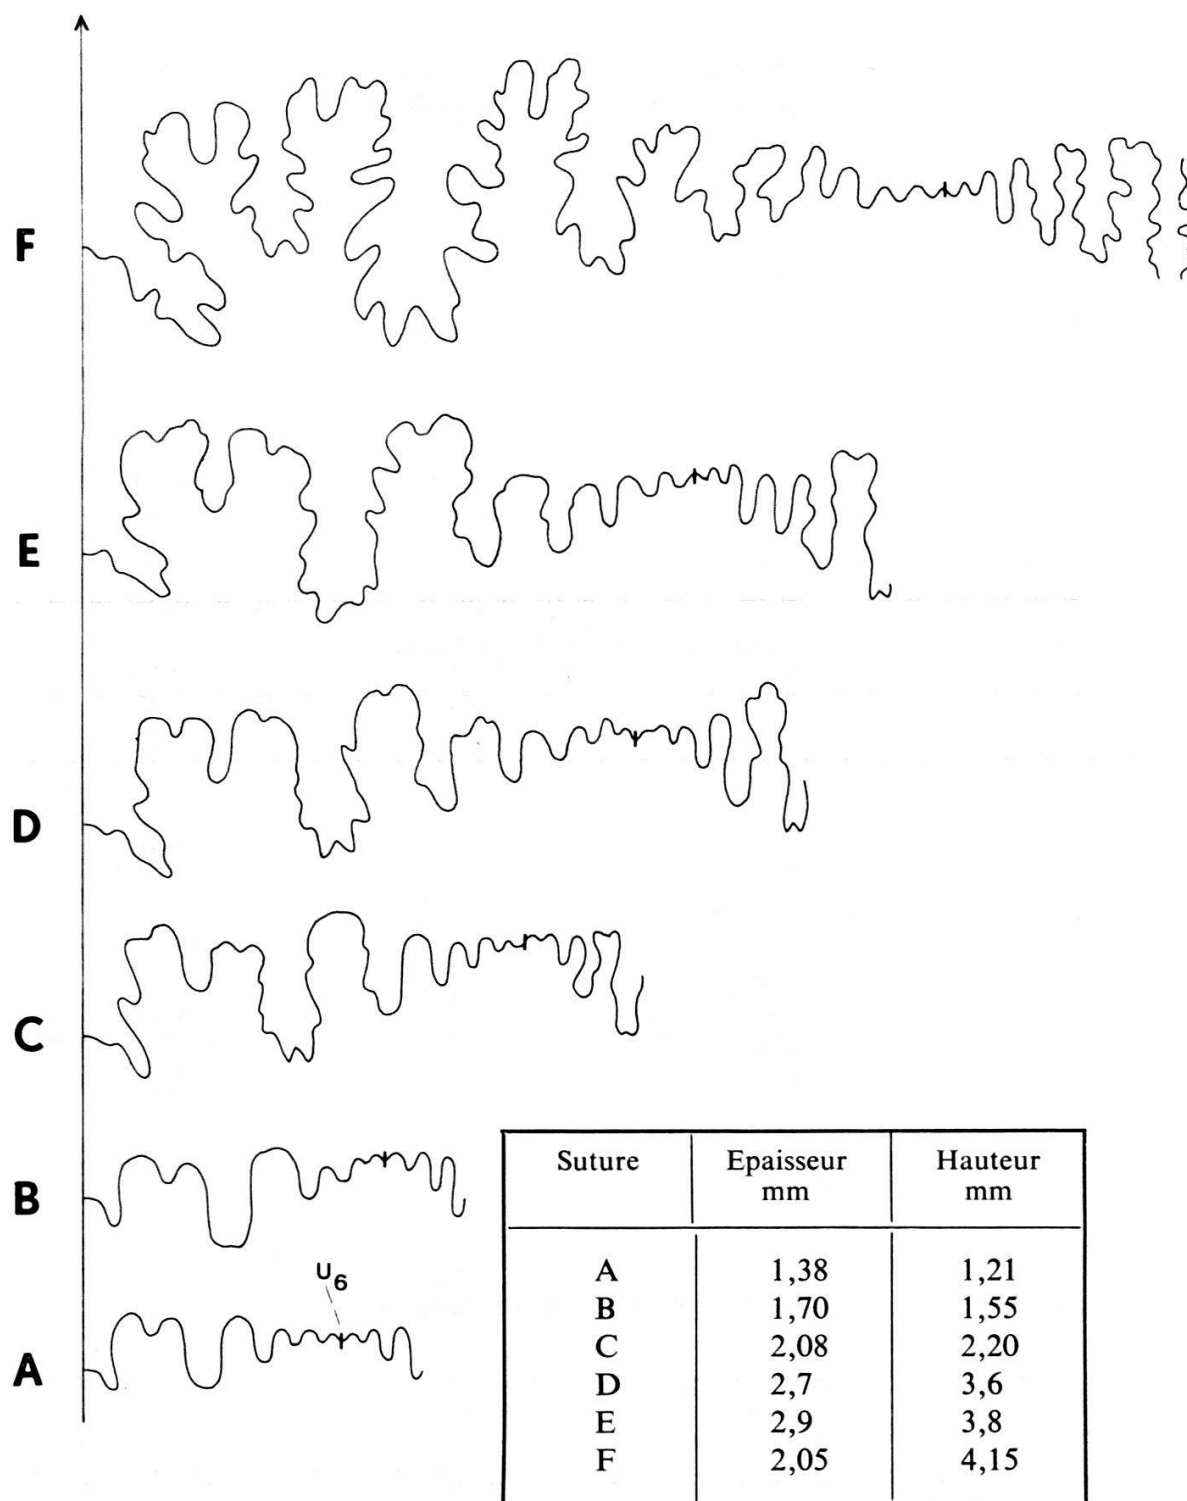 F
E
D
C
B
U6
A
Suture Epaisseur mm Hauteur mm
A 1,38 1,21
B 1,70 1,55
C 2,08 2,20
D 2,7 3,6
E 2,9 3,8
F 2,05 4,15